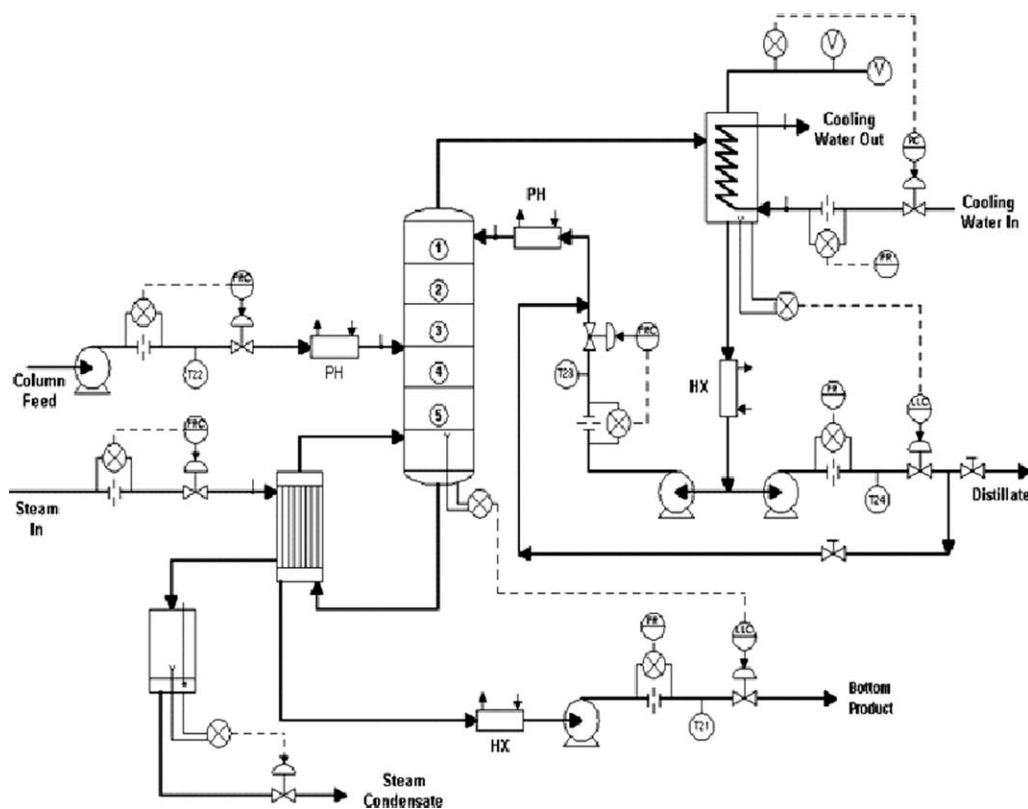 V
V
Cooling
Water Out
PC
Cooling
Water In
PR
PH
1
2
3
4
5
FRC
T22
PH
Column
Feed
FRC
Steam
In
FRC
T23
HX
PR
LLC
T24
Distillate
PR
LLC
T21
HX
Bottom
Product
Steam
Condensate